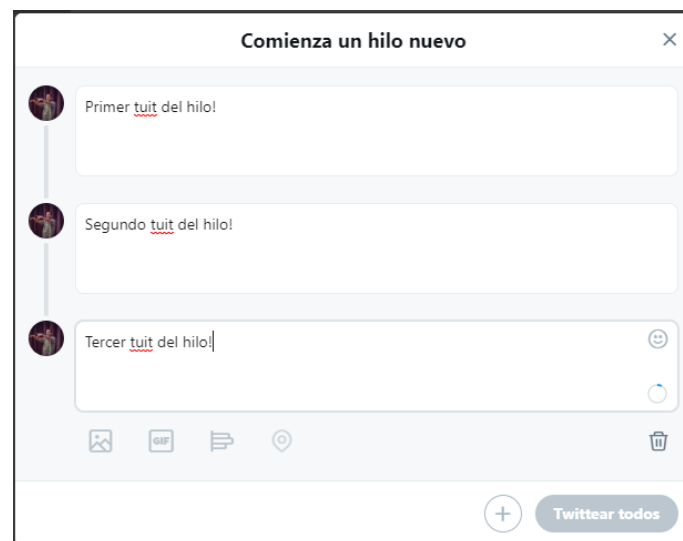 Comienza un hilo nuevo
Primer tuit del hilo!
Segundo tuit del hilo!
Tercer tuit del hilo!
GIF
Twittear todos